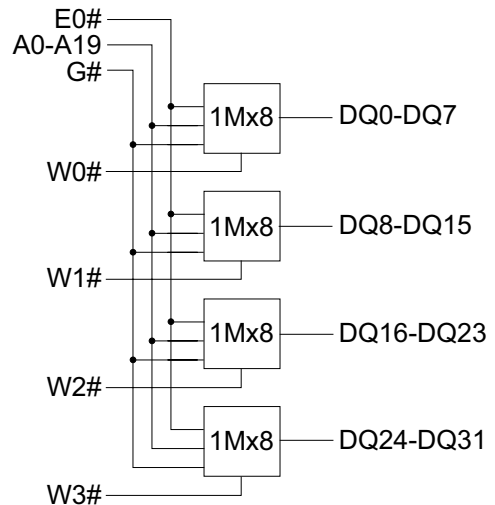 E0#
A0-A19
G#
1Mx8
DQ0-DQ7
W0#
1Mx8
DQ8-DQ15
W1#
1Mx8
DQ16-DQ23
W2#
1Mx8
DQ24-DQ31
W3#